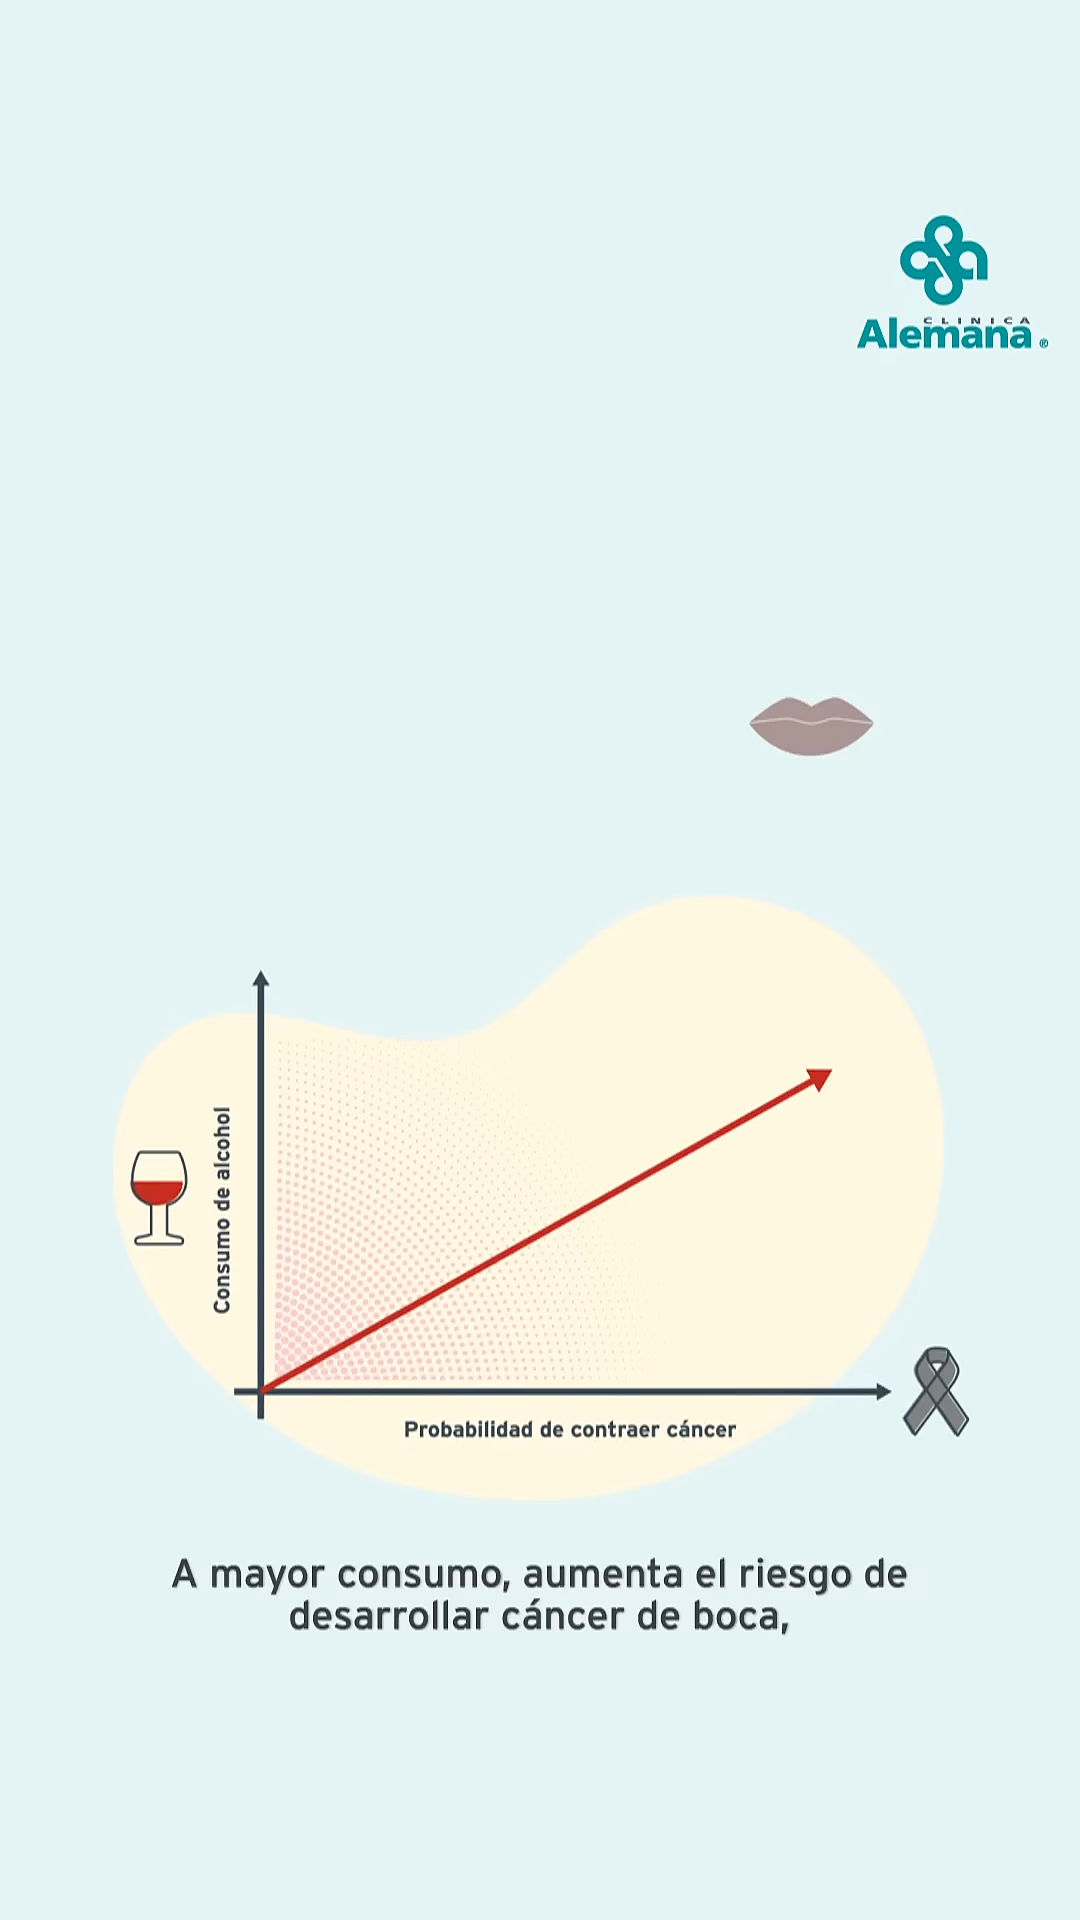 CLINICA
Alemana ®
Consumo de alcohol
Probabilidad de contraer cáncer
A mayor consumo, aumenta el riesgo de
desarrollar cáncer de boca,